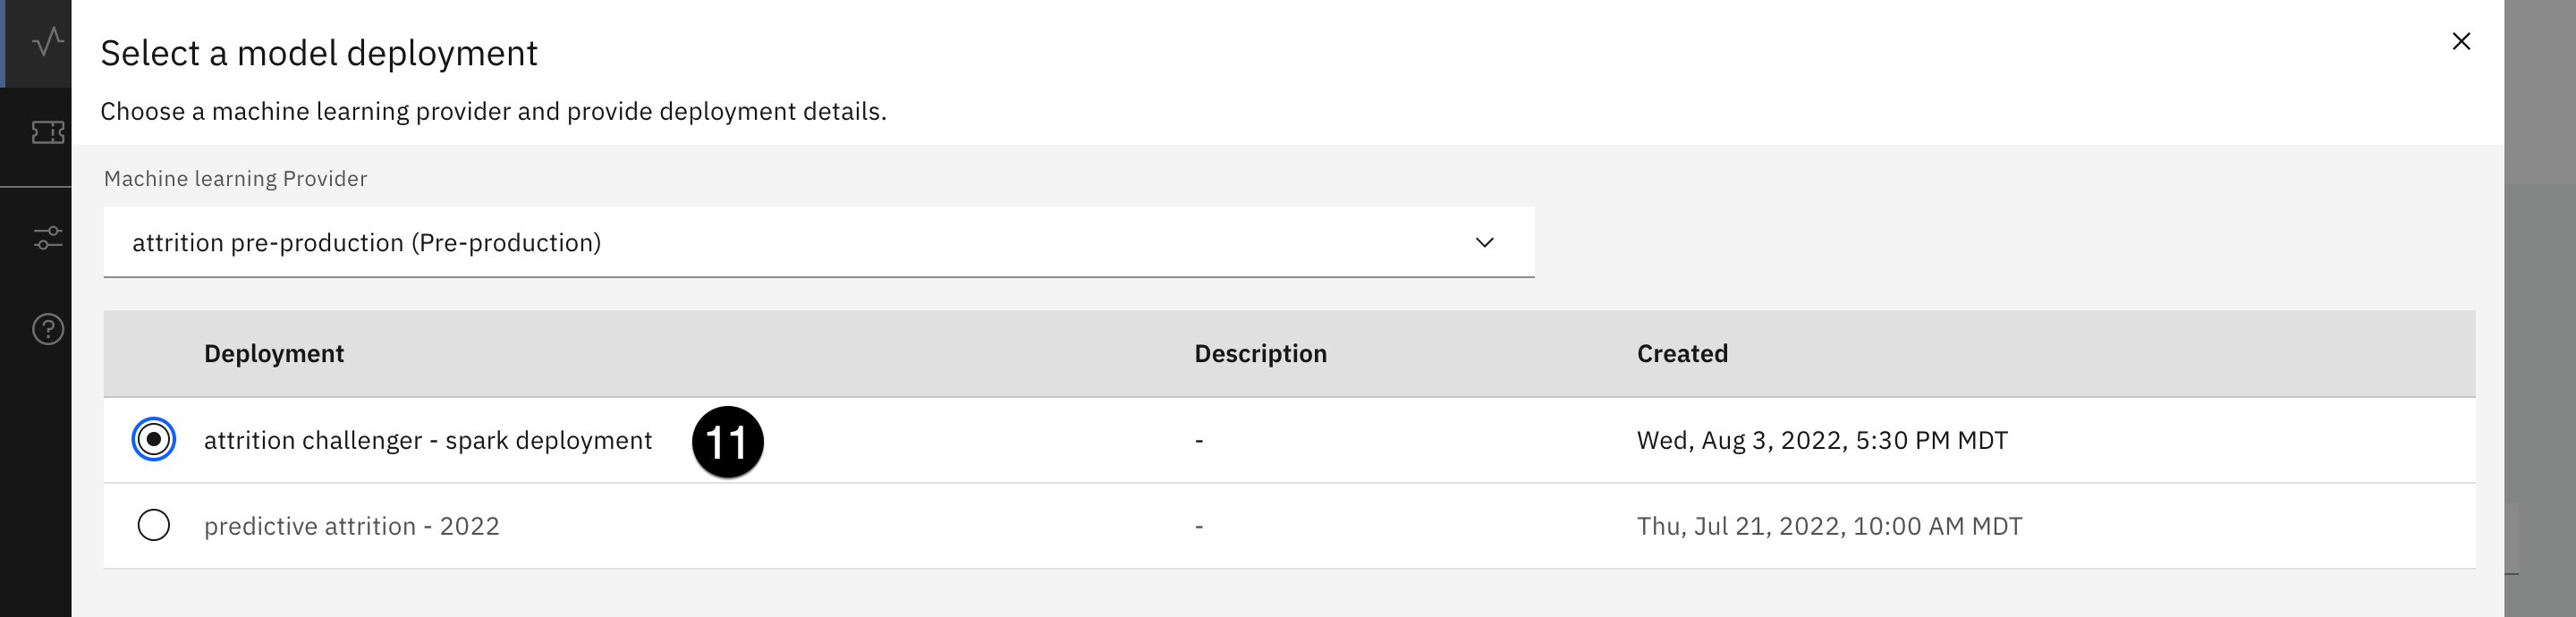 Select a model deployment
Choose a machine learning provider and provide deployment details.
Machine learning Provider
attrition pre-production (Pre-production)
Deployment Description Created
attrition challenger - spark deployment 11 - Wed, Aug 3, 2022, 5:30 PM MDT
predictive attrition - 2022 - Thu, Jul 21, 2022, 10:00 AM MDT